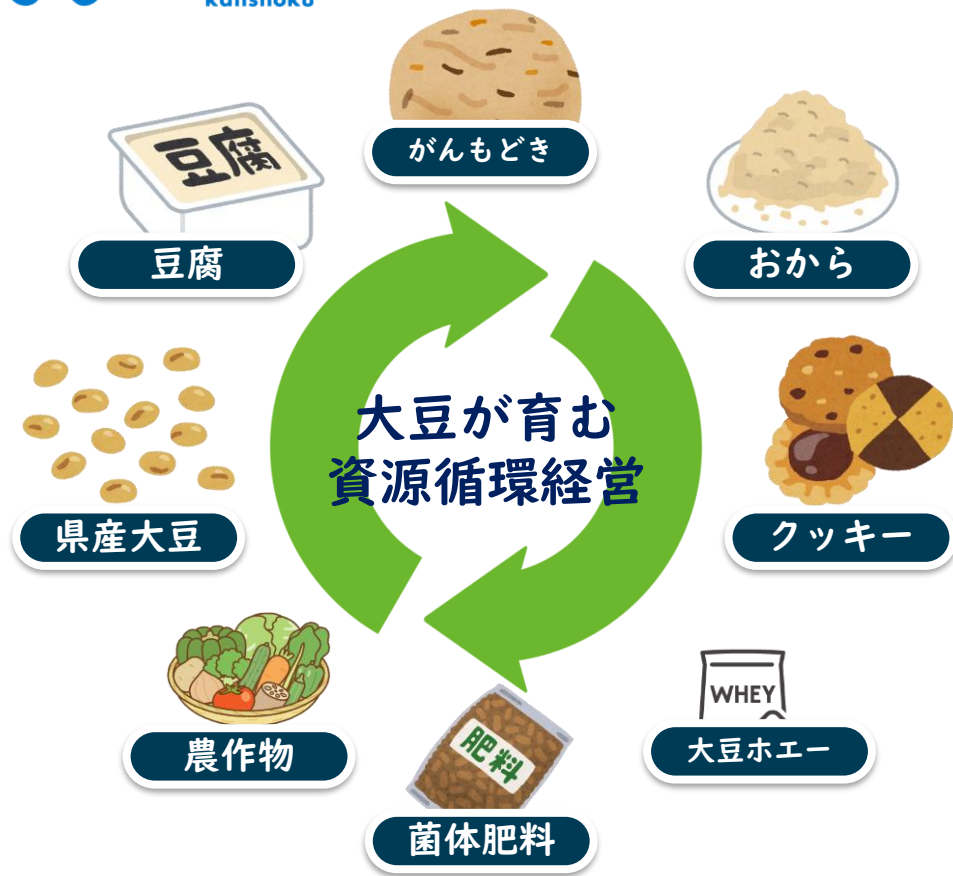 kanshoku
がんもどき
豆腐
豆腐
おから
県産大豆
大豆が育む
資源循環経営
クッキー
農作物
肥料
菌体肥料
WHEY
大豆ホエー